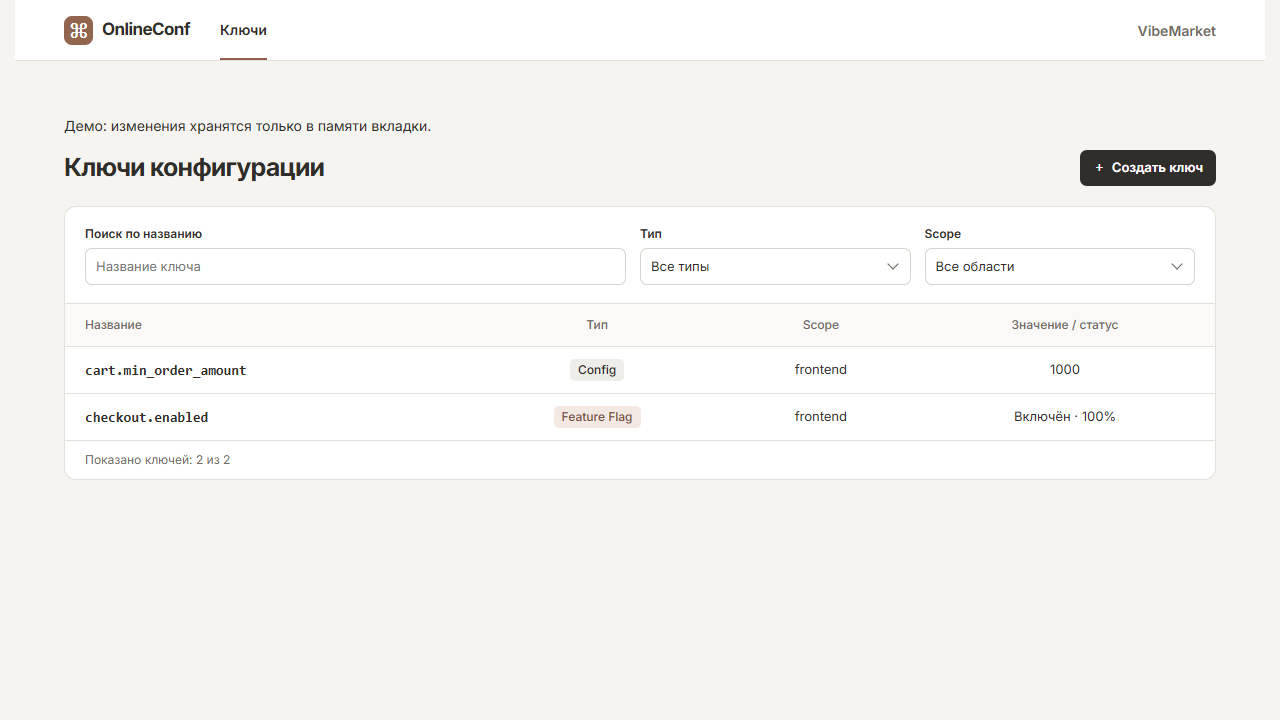 ⌘ OnlineConf Ключи VibeMarket
Демо: изменения хранятся только в памяти вкладки.
Ключи конфигурации
+ Создать ключ
Поиск по названию Тип Scope
Название ключа Все типы Все области
Название Тип Scope Значение / статус
cart.min_order_amount Config frontend 1000
checkout.enabled Feature Flag frontend Включён · 100%
Показано ключей: 2 из 2